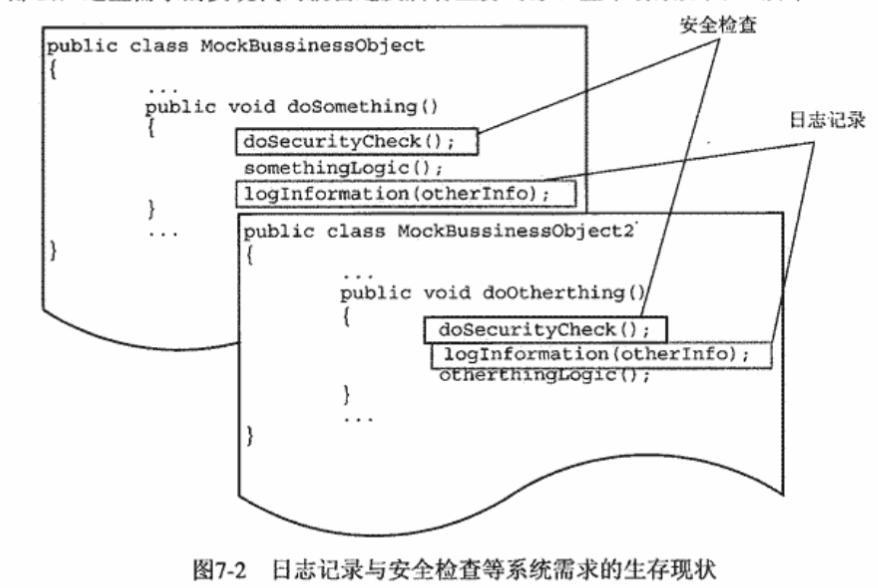 安全检查
日志记录
public class MockBussinessObject
{
...
public void doSomething()
{
doSecurityCheck();
somethingLogic();
logInformation(otherInfo);
}
...
}
public class MockBussinessObject2
{
...
public void doOtherthing()
{
doSecurityCheck();
logInformation(otherInfo);
otherthingLogic();
}
...
}
图7-2 日志记录与安全检查等系统需求的生存现状